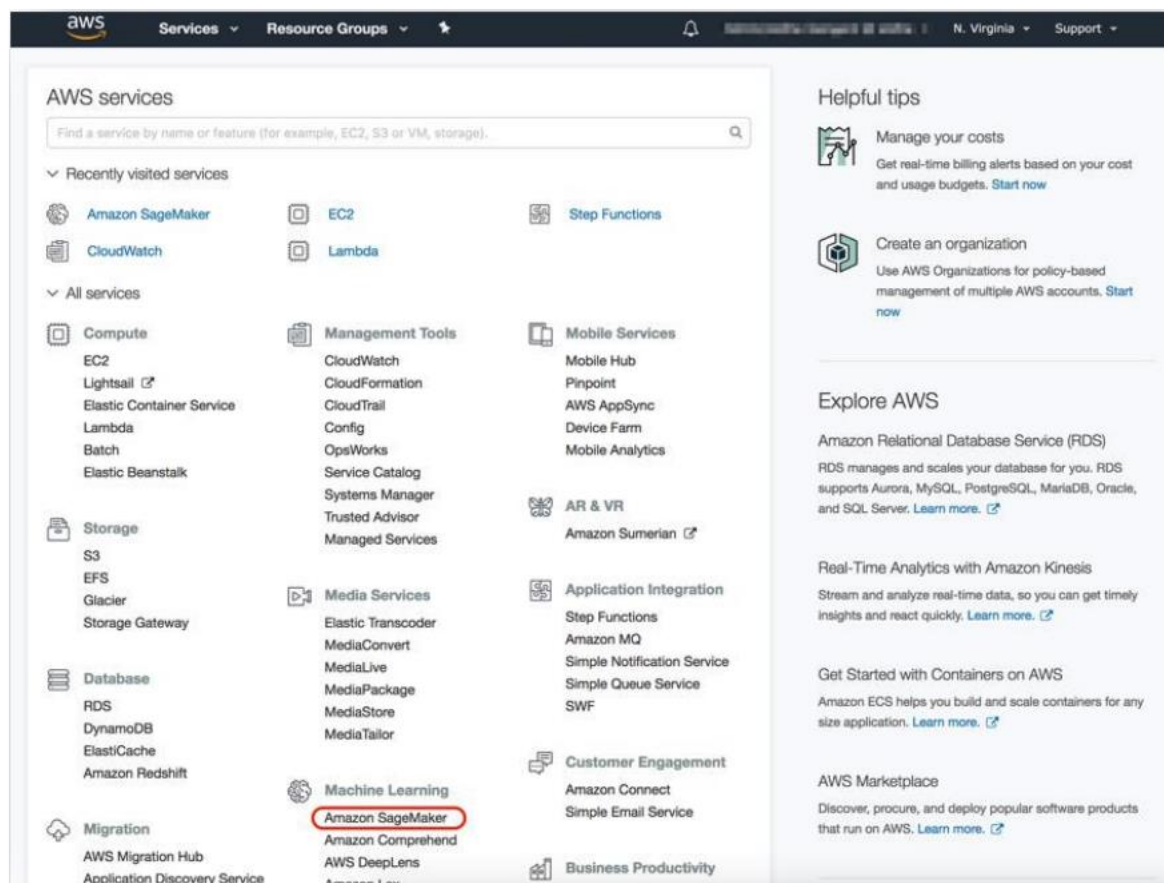 aws
Services
Resource Groups
N. Virginia
Support
AWS services
Find a service by name or feature (for example, EC2, S3 or VM, storage).
Recently visited services
Amazon SageMaker
EC2
Step Functions
CloudWatch
Lambda
All services
Compute
EC2
Lightsail
Elastic Container Service
Lambda
Batch
Elastic Beanstalk
Storage
S3
EFS
Glacier
Storage Gateway
Database
RDS
DynamoDB
ElastiCache
Amazon Redshift
Migration
AWS Migration Hub
Application Discovery Service
Management Tools
CloudWatch
CloudFormation
CloudTrail
Config
OpsWorks
Service Catalog
Systems Manager
Trusted Advisor
Managed Services
Media Services
Elastic Transcoder
MediaConvert
MediaLive
MediaPackage
MediaStore
MediaTailor
Machine Learning
Amazon SageMaker
Amazon Comprehend
AWS DeepLens
Amazon Lex
Mobile Services
Mobile Hub
Pinpoint
AWS AppSync
Device Farm
Mobile Analytics
AR & VR
Amazon Sumerian
Application Integration
Step Functions
Amazon MQ
Simple Notification Service
Simple Queue Service
SWF
Customer Engagement
Amazon Connect
Simple Email Service
Business Productivity
Helpful tips
Manage your costs
Get real-time billing alerts based on your cost
and usage budgets. Start now
Create an organization
Use AWS Organizations for policy-based
management of multiple AWS accounts. Start
now
Explore AWS
Amazon Relational Database Service (RDS)
RDS manages and scales your database for you. RDS
supports Aurora, MySQL, PostgreSQL, MariaDB, Oracle,
and SQL Server. Learn more.
Real-Time Analytics with Amazon Kinesis
Stream and analyze real-time data, so you can get timely
insights and react quickly. Learn more.
Get Started with Containers on AWS
Amazon ECS helps you build and scale containers for any
size application. Learn more.
AWS Marketplace
Discover, procure, and deploy popular software products
that run on AWS. Learn more.